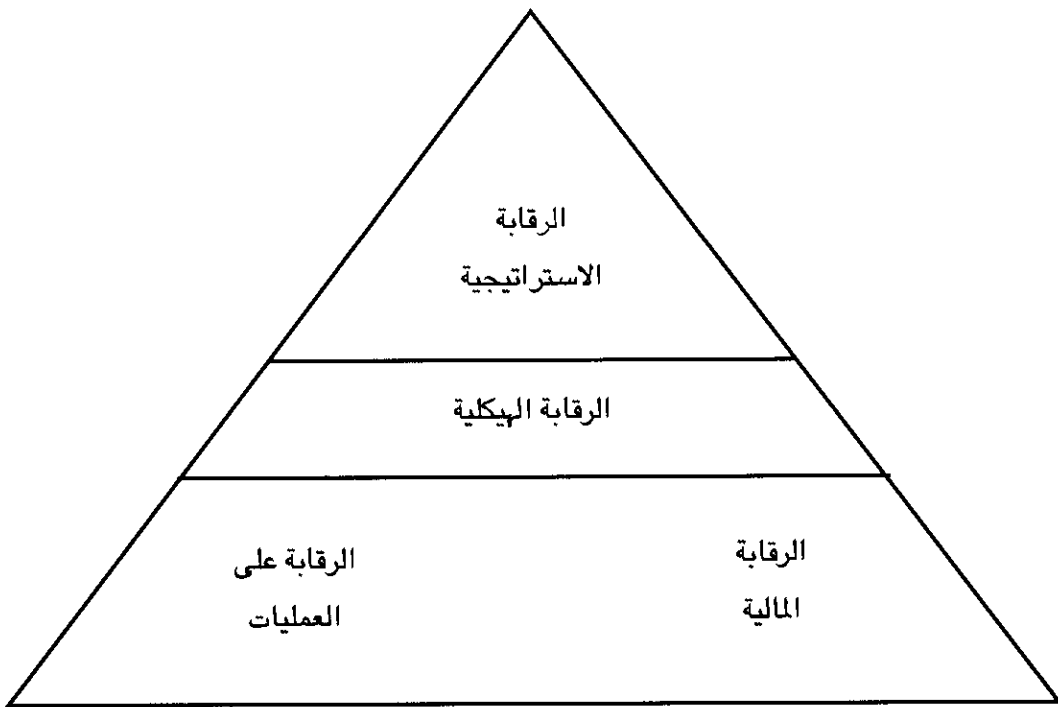 الرقابة
الاستراتيجية
الرقابة الهيكلية
الرقابة
المالية
الرقابة على
العمليات